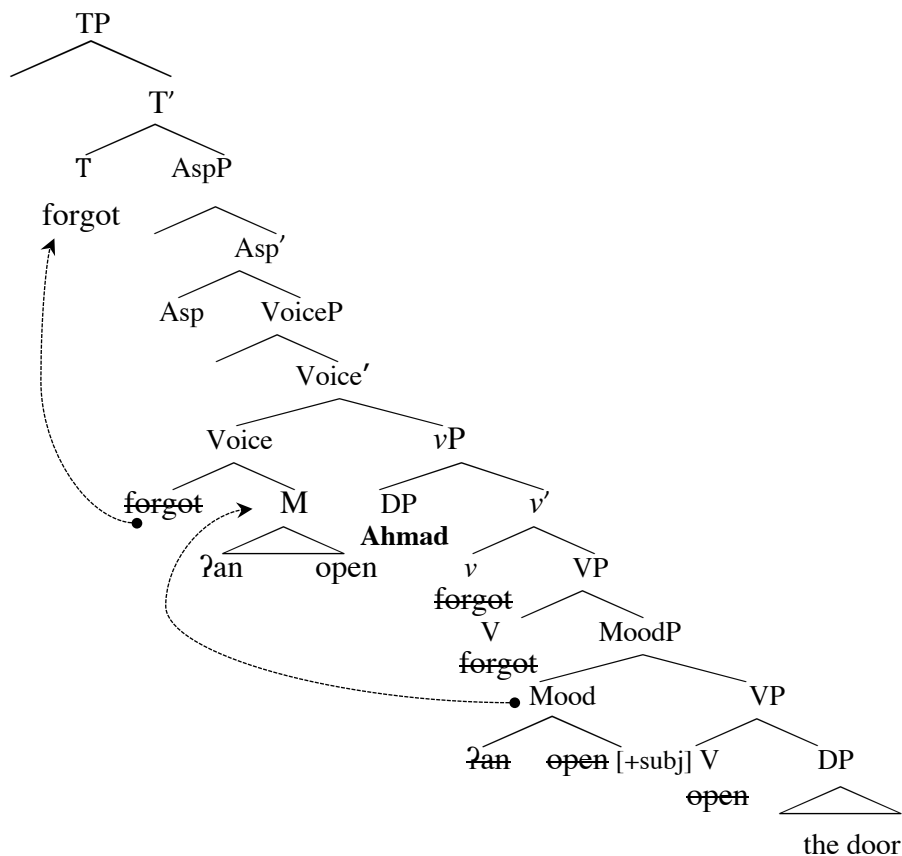 TP
T′
T AspP
forgot
Asp′
Asp VoiceP
Voice′
Voice vP
forgot M DP v'
Ahmad
ʔan open v VP
forgot
V MoodP
forgot
Mood VP
ʔan open [+subj] V DP
open
the door